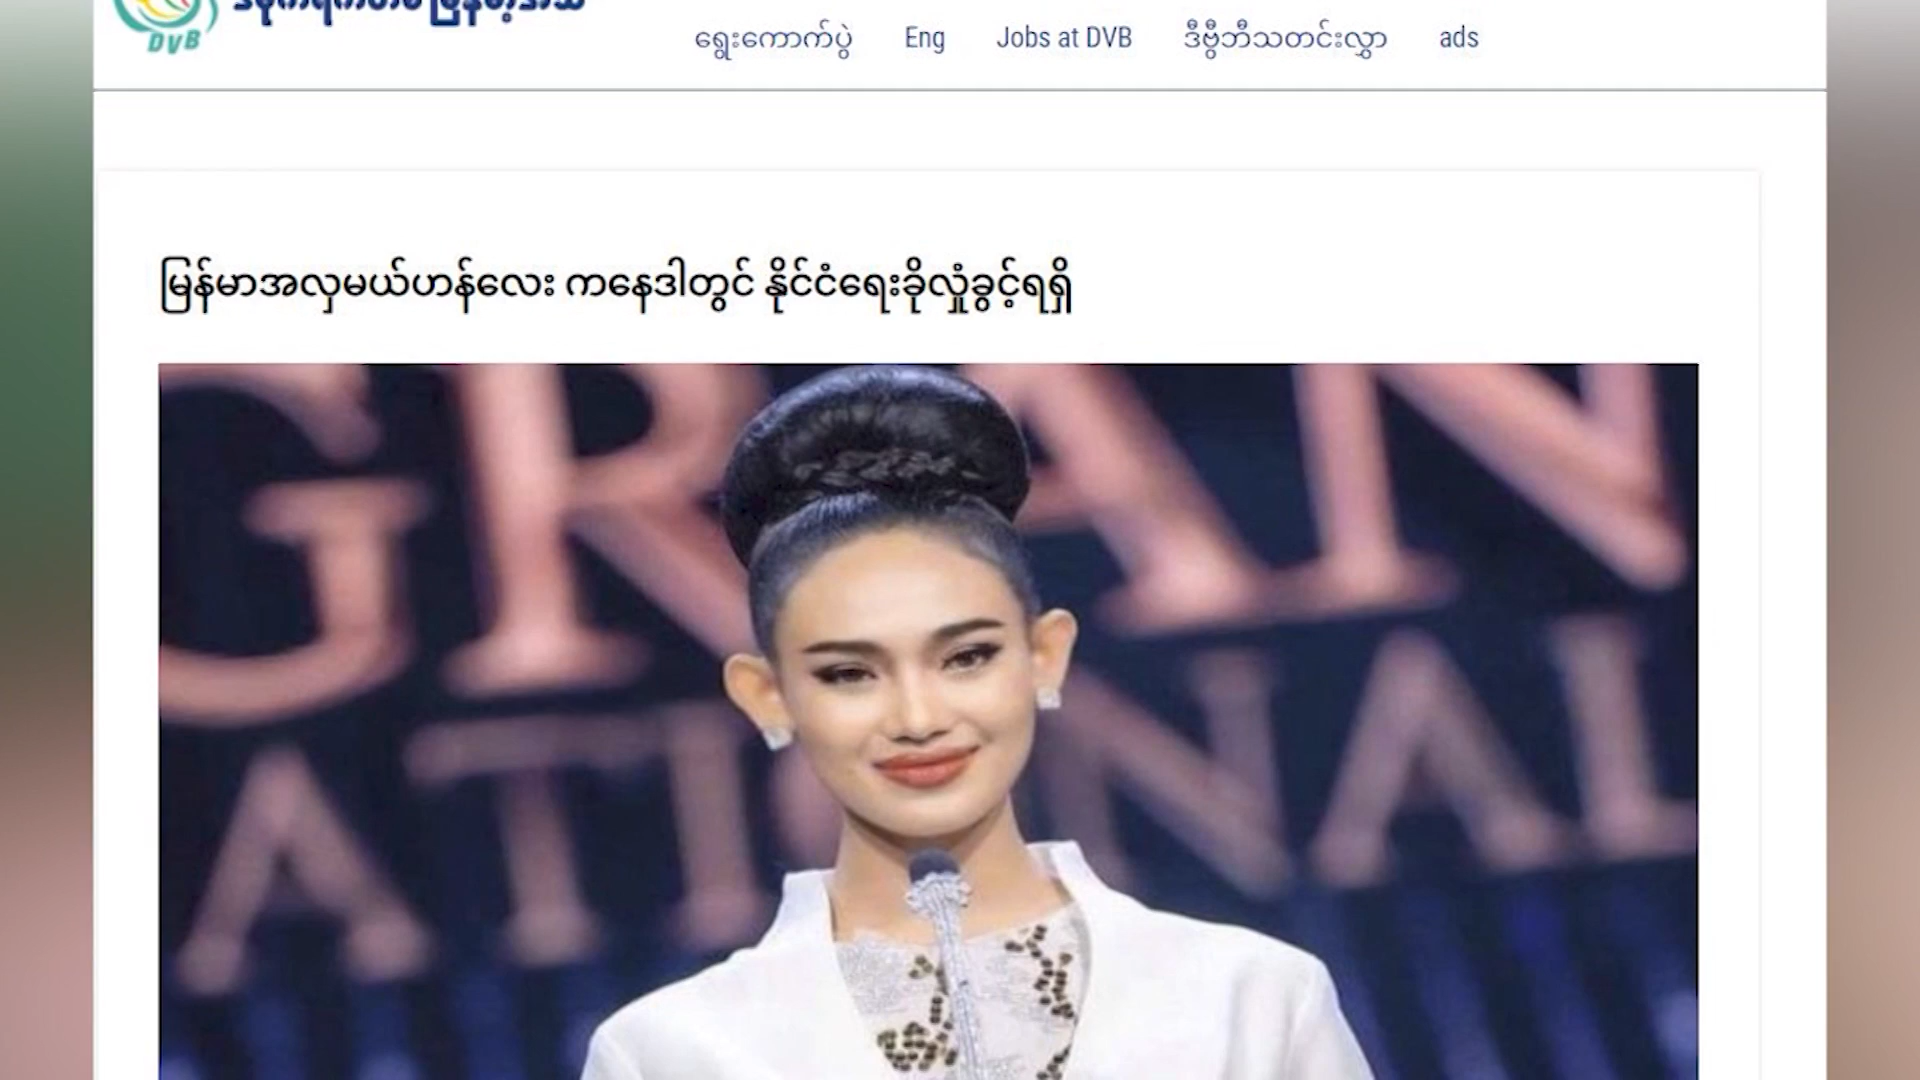 DVB
ရွေးကောက်ပွဲ Eng Jobs at DVB ဒီဗွီဘီသတင်းလွှာ ads
မြန်မာအလှမယ်ဟန်လေး ကနေဒါတွင် နိုင်ငံရေးခိုလှုံခွင့်ရရှိ
GRAN
ATIONAL